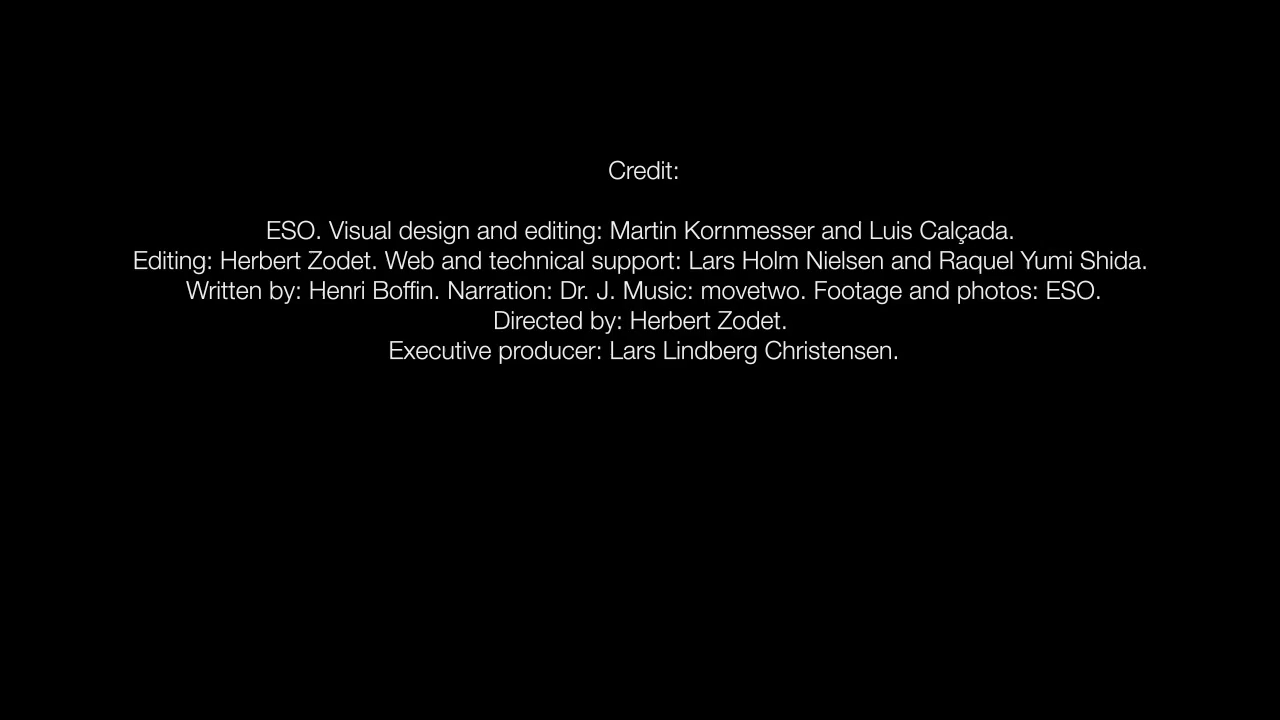 Credit:
ESO. Visual design and editing: Martin Kornmesser and Luis Calçada.
Editing: Herbert Zodet. Web and technical support: Lars Holm Nielsen and Raquel Yumi Shida.
Written by: Henri Boffin. Narration: Dr. J. Music: movetwo. Footage and photos: ESO.
Directed by: Herbert Zodet.
Executive producer: Lars Lindberg Christensen.